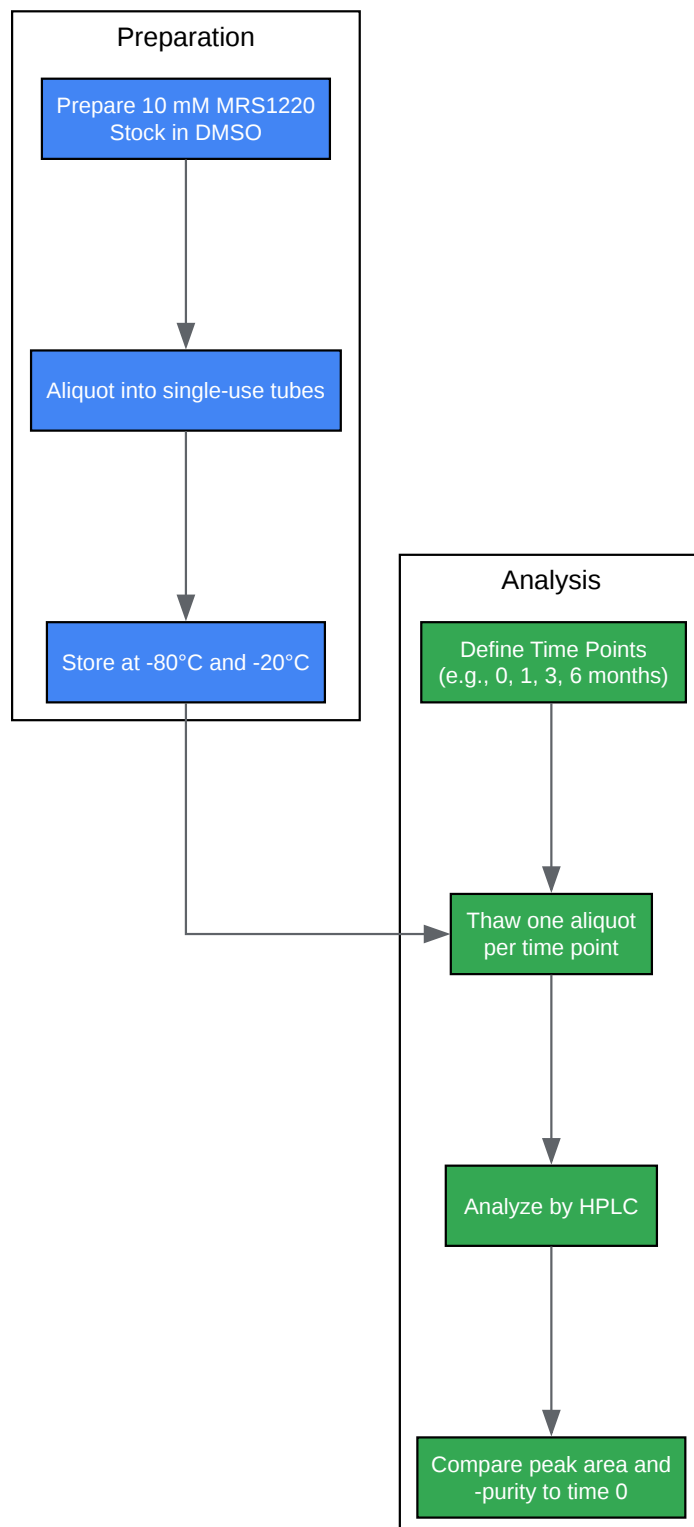 Preparation
Prepare 10 mM MRS1220
Stock in DMSO
Aliquot into single-use tubes
Store at -80°C and -20°C
Analysis
Define Time Points
(e.g., 0, 1, 3, 6 months)
Thaw one aliquot
per time point
Analyze by HPLC
Compare peak area and
-purity to time 0